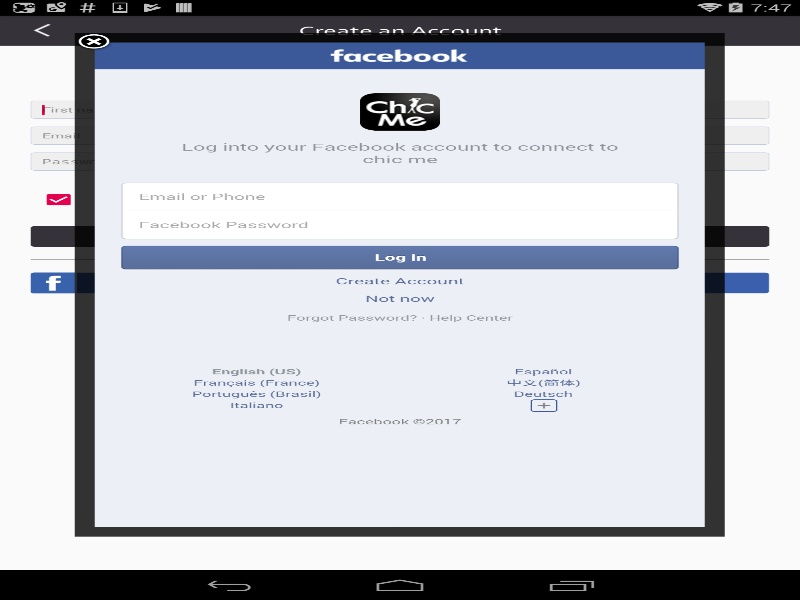 7:47
Create an Account
facebook
First na
Chic
Me
Email
Passwo
Log into your Facebook account to connect to
chic me
Email or Phone
Facebook Password
Log In
Create Account
f
Not now
Forgot Password? · Help Center
English (US)
Español
Français (France)
中文(简体)
Português (Brasil)
Deutsch
Italiano
Facebook ©2017